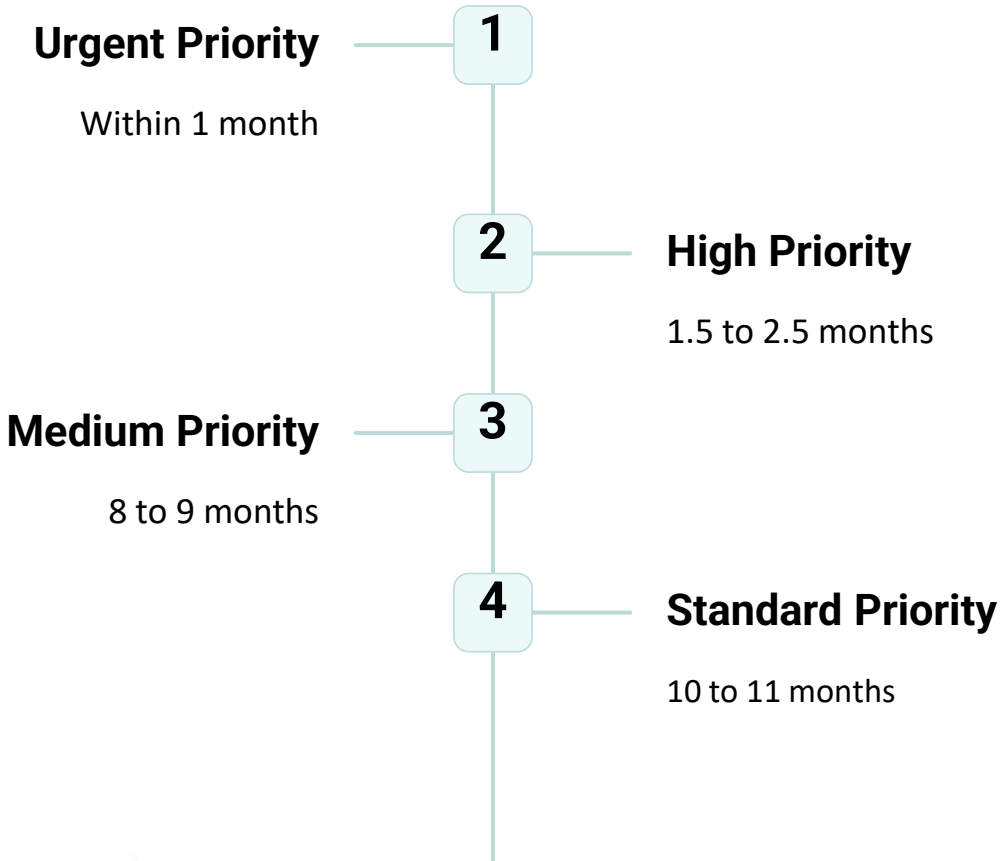 1
Urgent Priority
Within 1 month
2
High Priority
1.5 to 2.5 months
3
Medium Priority
8 to 9 months
4
Standard Priority
10 to 11 months